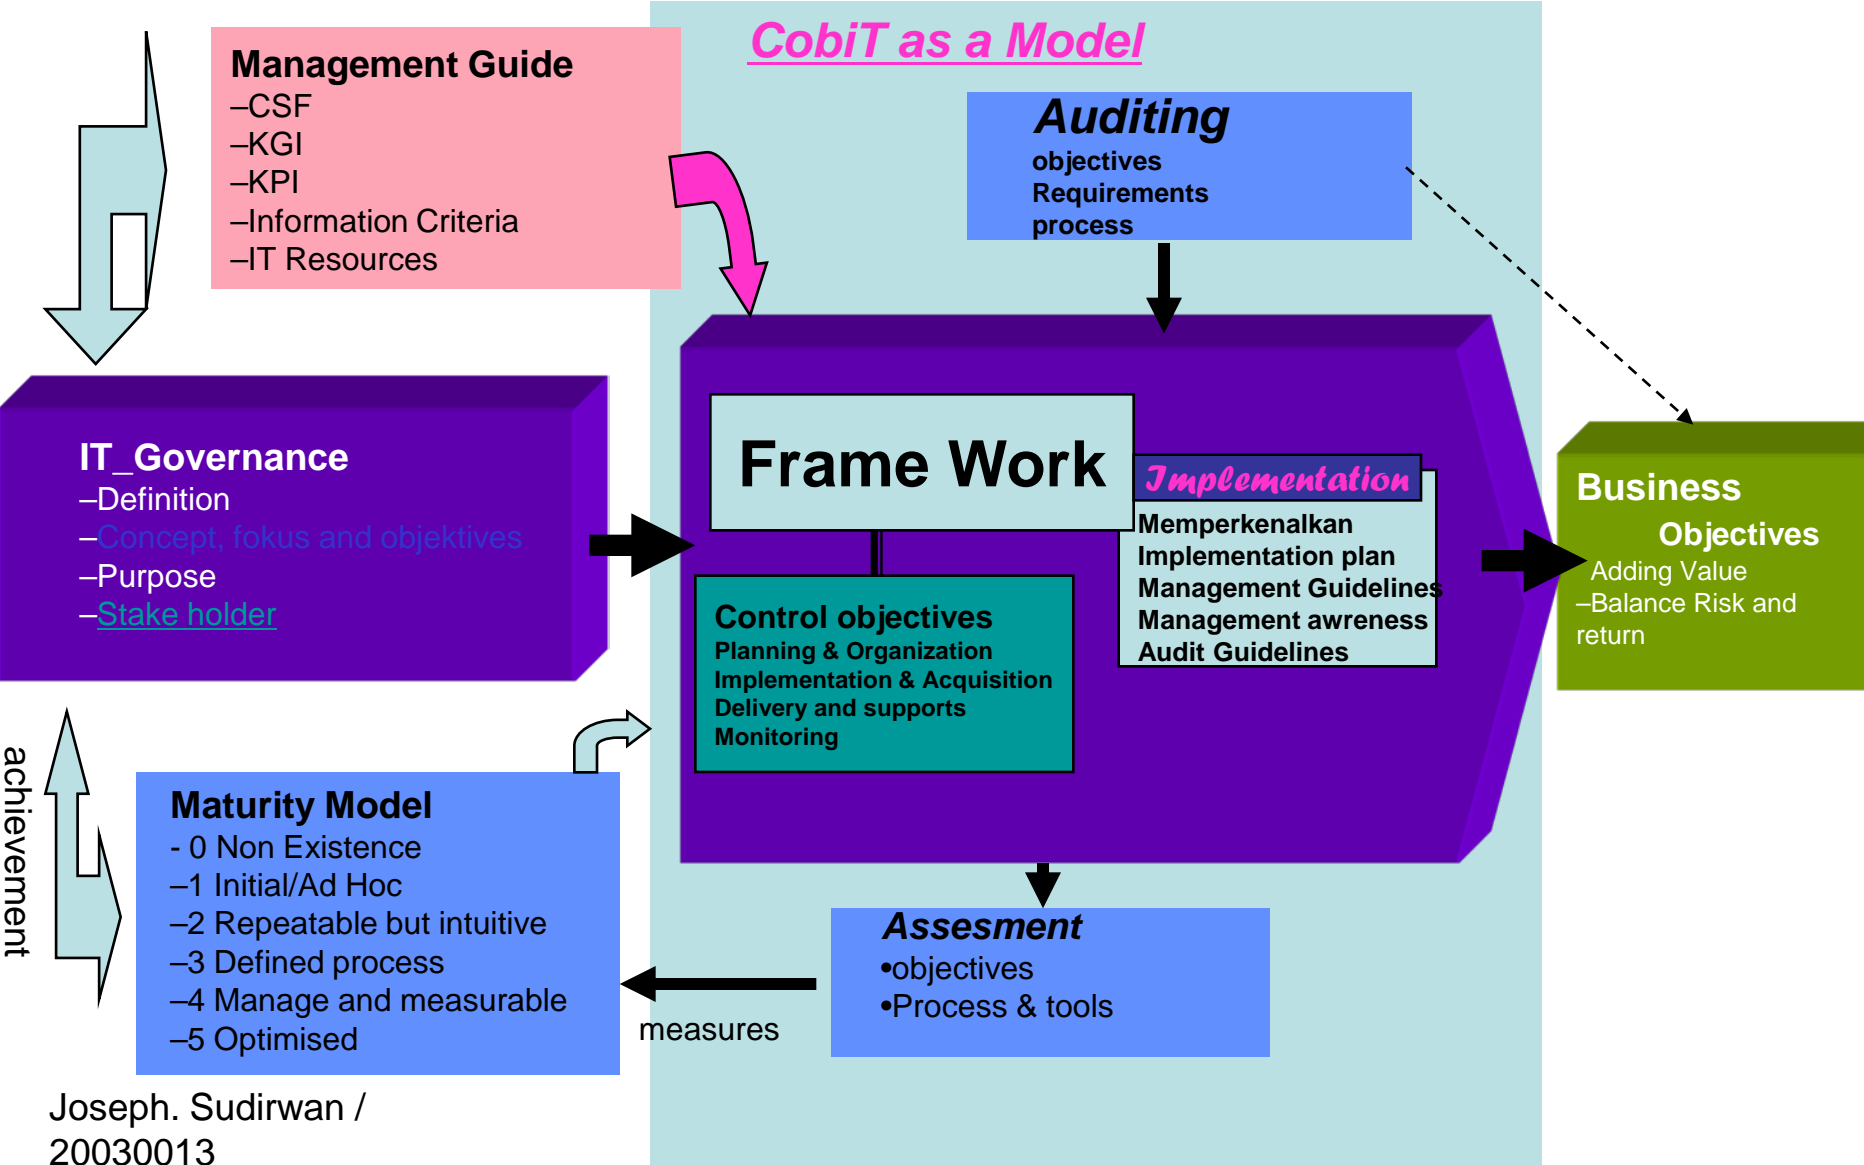 CobiT as a Model
Management Guide
–CSF
–KGI
–KPI
–Information Criteria
–IT Resources
Auditing
objectives
Requirements
process
IT_Governance
–Definition
–Concept, fokus and objektives
–Purpose
–Stake holder
Frame Work
Implementation
Memperkenalkan
Implementation plan
Management Guidelines
Management awreness
Audit Guidelines
Control objectives
Planning & Organization
Implementation & Acquisition
Delivery and supports
Monitoring
Business
Objectives
Adding Value
–Balance Risk and
return
achievement
Maturity Model
- 0 Non Existence
–1 Initial/Ad Hoc
–2 Repeatable but intuitive
–3 Defined process
–4 Manage and measurable
–5 Optimised
measures
Assesment
•objectives
•Process & tools
Joseph. Sudirwan /
20030013